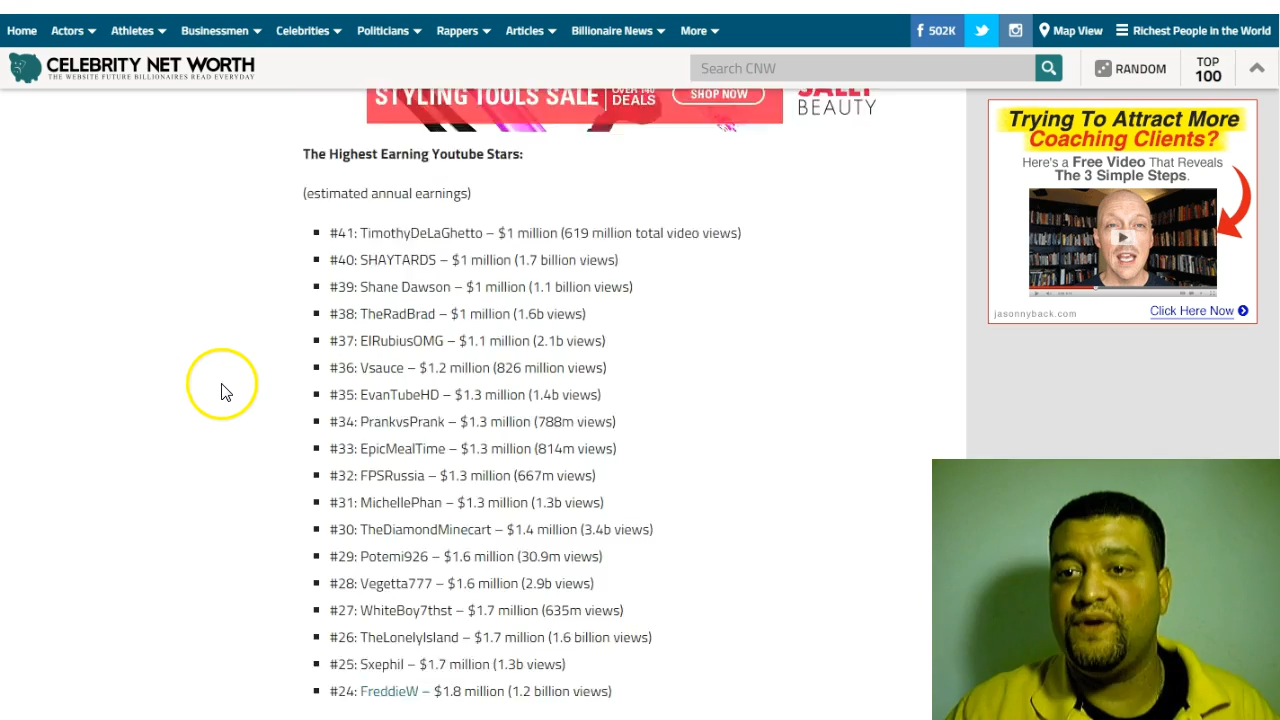 Home Actors Athletes Businessmen Celebrities Politicians Rappers Articles Billionaire News More 502K Map View Richest People in the World
CELEBRITY NET WORTH
THE WEBSITE FUTURE BILLIONAIRES READ EVERYDAY
Search CNW
RANDOM
TOP
100
STYLING TOOLS SALE
OVER 140
DEALS
SHOP NOW
SALLY
BEAUTY
The Highest Earning Youtube Stars:
(estimated annual earnings)
#41: TimothyDeLaGhetto – $1 million (619 million total video views)
#40: SHAYTARDS – $1 million (1.7 billion views)
#39: Shane Dawson – $1 million (1.1 billion views)
#38: TheRadBrad – $1 million (1.6b views)
#37: ElRubiusOMG – $1.1 million (2.1b views)
#36: Vsauce – $1.2 million (826 million views)
#35: EvanTubeHD – $1.3 million (1.4b views)
#34: PrankvsPrank – $1.3 million (788m views)
#33: EpicMealTime – $1.3 million (814m views)
#32: FPSRussia – $1.3 million (667m views)
#31: MichellePhan – $1.3 million (1.3b views)
#30: TheDiamondMinecart – $1.4 million (3.4b views)
#29: Potemi926 – $1.6 million (30.9m views)
#28: Vegetta777 – $1.6 million (2.9b views)
#27: WhiteBoy7thst – $1.7 million (635m views)
#26: TheLonelyIsland – $1.7 million (1.6 billion views)
#25: Sxephil – $1.7 million (1.3b views)
#24: FreddieW – $1.8 million (1.2 billion views)
Trying To Attract More
Coaching Clients?
Here's a Free Video That Reveals
The 3 Simple Steps.
jasonnyback.com
Click Here Now